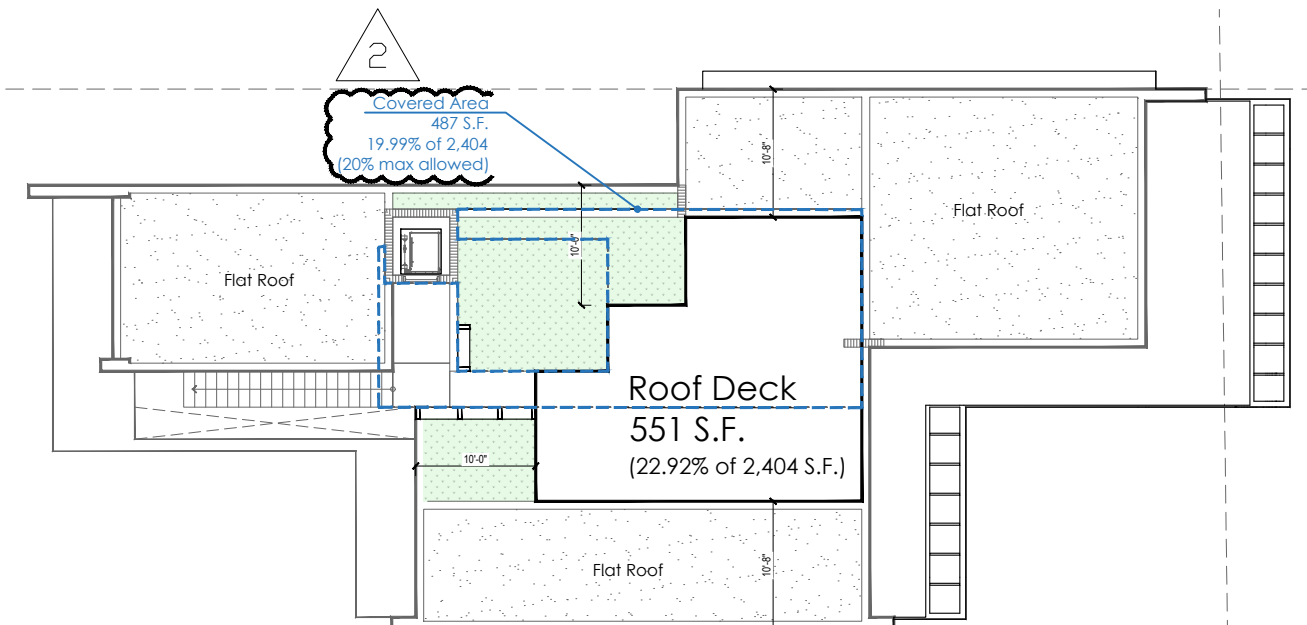 2
Covered Area
487 S.F.
19.99% of 2,404
(20% max allowed)
10'-8"
Flat Roof
10'-0"
Flat Roof
Roof Deck
551 S.F.
(22.92% of 2,404 S.F.)
10'-0"
10'-8"
Flat Roof